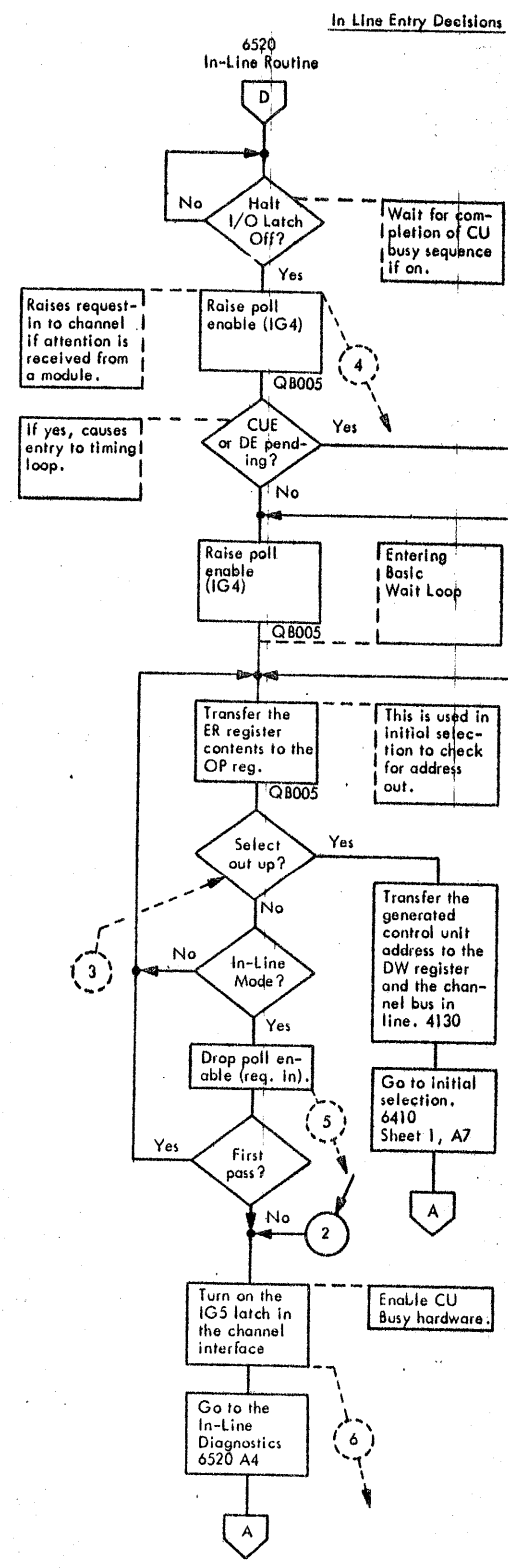 In Line Entry Decisions
6520
In-Line Routine
D
No
Halt
I/O Latch
Off?
Wait for com-
pletion of CU
busy sequence
if on.
Yes
Raises request-
in to channel
if attention is
received from
a module.
Raise poll
enable (IG4)
4
QB005
If yes, causes
entry to timing
loop.
CUE
or DE pend-
ing?
Yes
No
Raise poll
enable
(IG4)
Entering
Basic
Wait Loop
QB005
Transfer the
ER register
contents to the
OP reg.
This is used in
initial selec-
tion to check
for address
out.
QB005
Select
out up?
Yes
No
Transfer the
generated
control unit
address to the
DW register
and the chan-
nel bus in
line. 4130
3
No
In-Line
Mode?
Yes
Drop poll en-
able (req. in).
Go to initial
selection.
6410
Sheet 1, A7
5
Yes
First
pass?
A
No
2
Turn on the
IG5 latch in
the channel
interface
Enable CU
Busy hardware.
Go to the
In-Line
Diagnostics
6520 A4
6
A